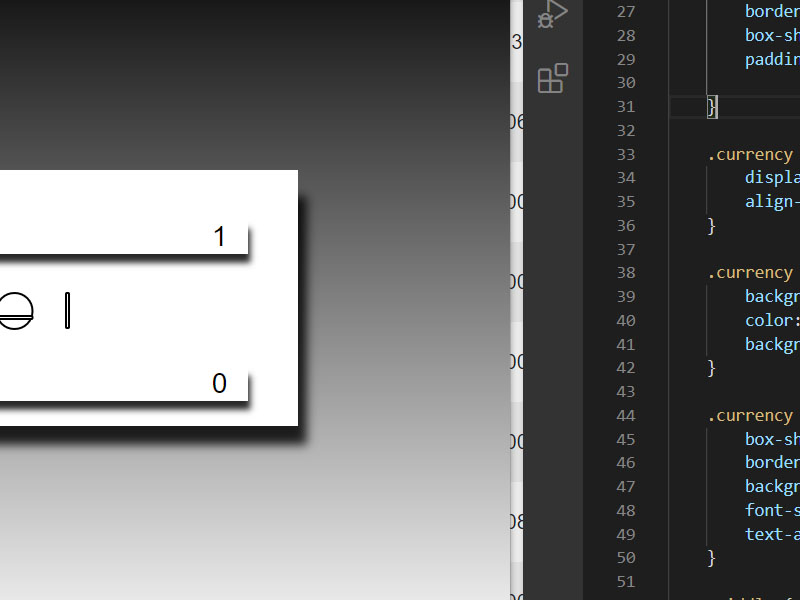 1
0
3
06
00
00
00
00
08
27 border
28 box-sh
29 paddin
30
31 }
32
33 .currency
34 displa
35 align-
36 }
37
38 .currency
39 backgr
40 color:
41 backgr
42 }
43
44 .currency
45 box-sh
46 border
47 backgr
48 font-s
49 text-a
50 }
51